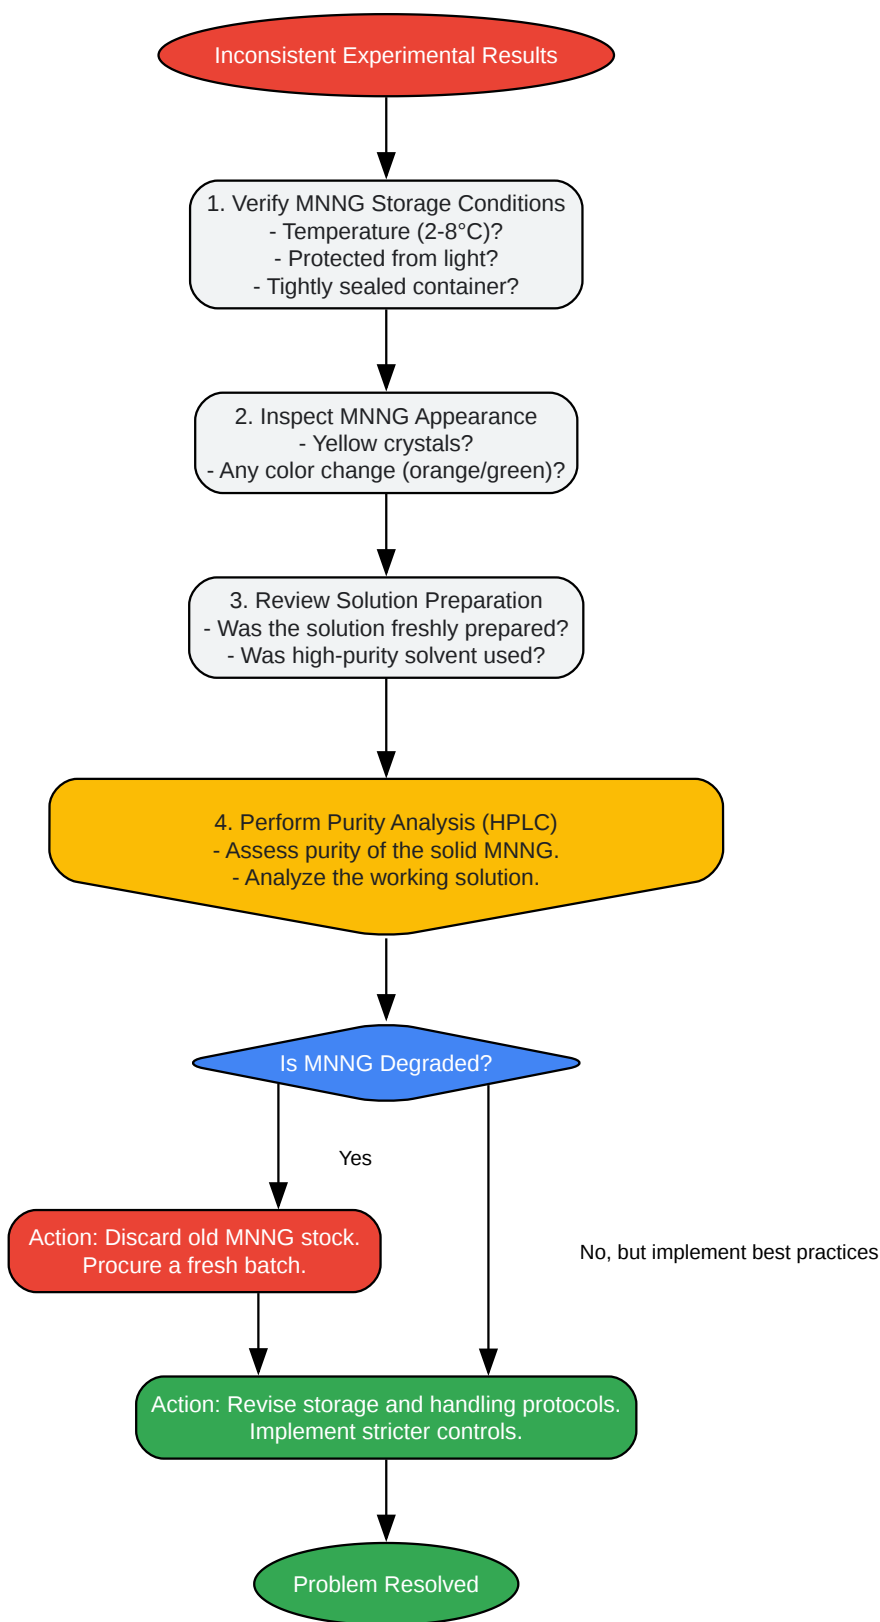 Inconsistent Experimental Results
1. Verify MNNG Storage Conditions
- Temperature (2-8°C)?
- Protected from light?
- Tightly sealed container?
2. Inspect MNNG Appearance
- Yellow crystals?
- Any color change (orange/green)?
3. Review Solution Preparation
- Was the solution freshly prepared?
- Was high-purity solvent used?
4. Perform Purity Analysis (HPLC)
- Assess purity of the solid MNNG.
- Analyze the working solution.
Is MNNG Degraded?
Yes
Action: Discard old MNNG stock.
Procure a fresh batch.
No, but implement best practices
Action: Revise storage and handling protocols.
Implement stricter controls.
Problem Resolved